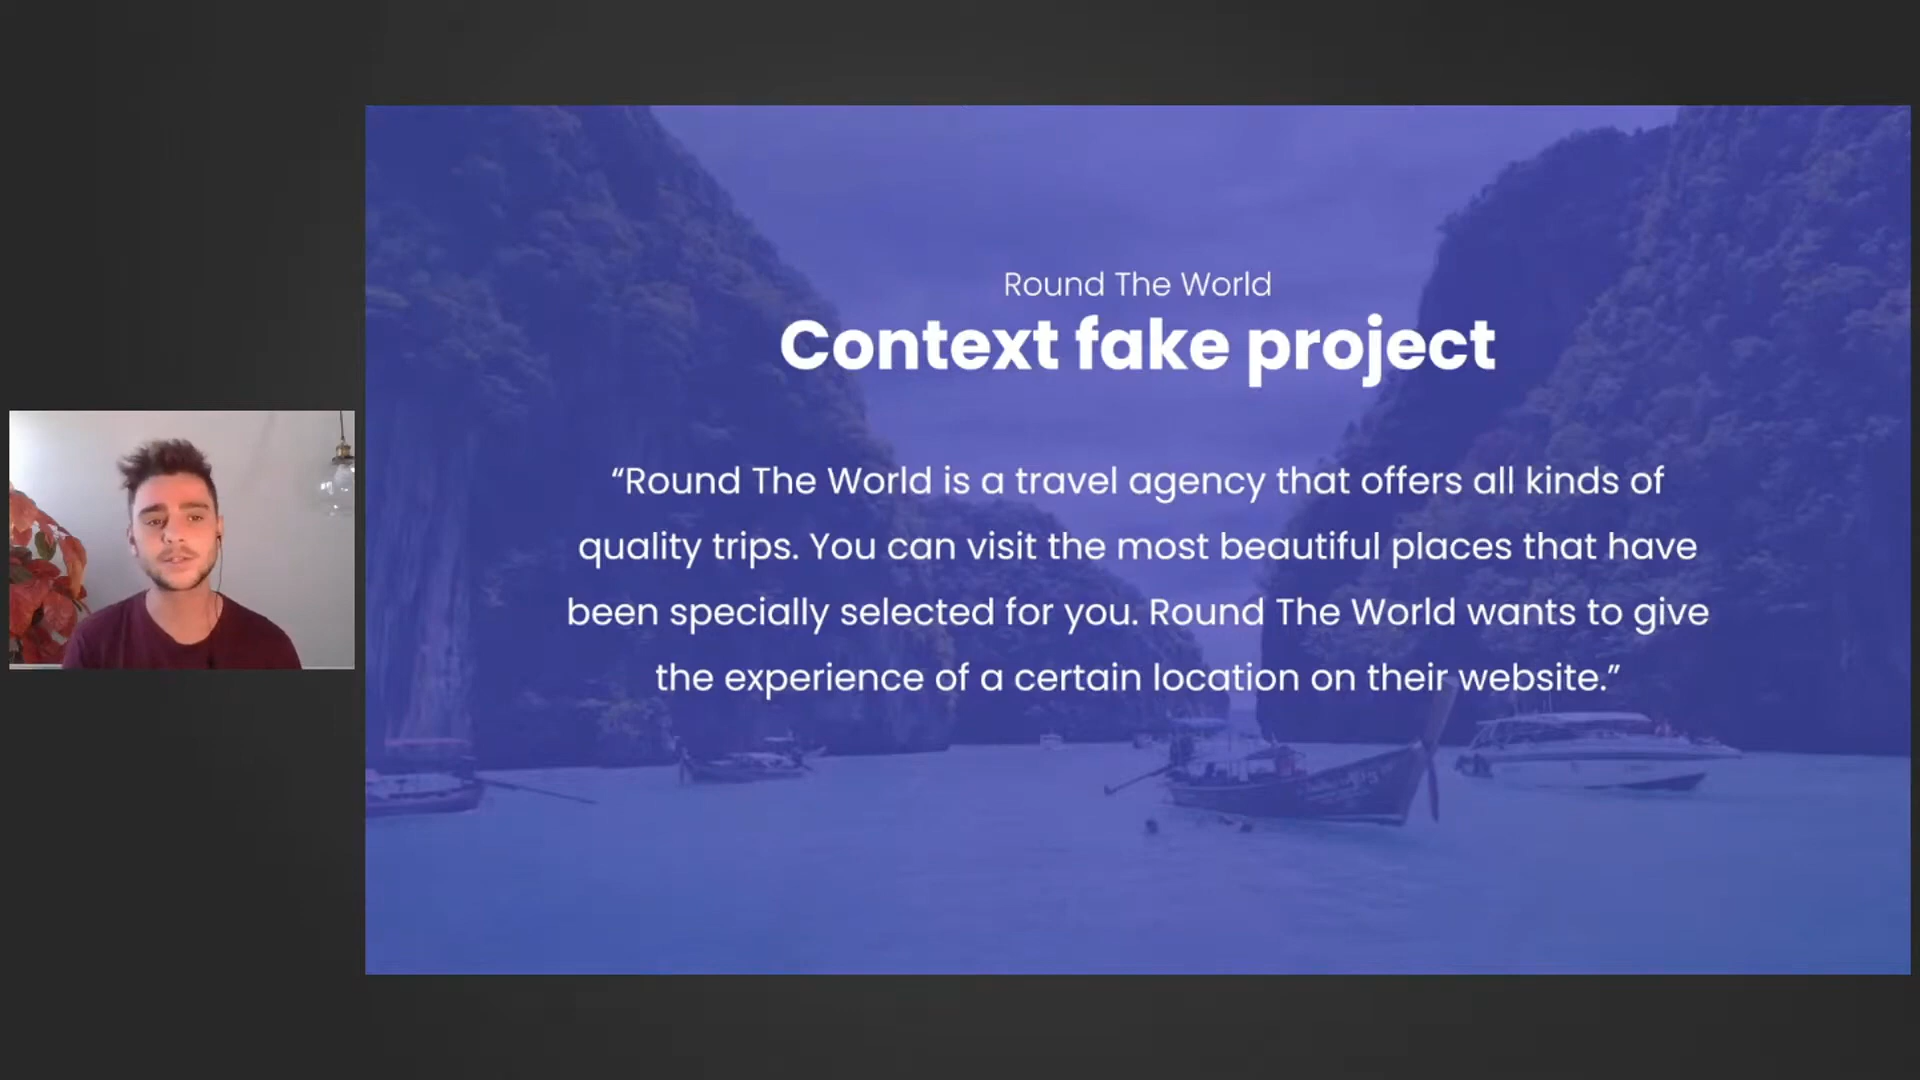 Round The World
Context fake project
“Round The World is a travel agency that offers all kinds of
quality trips. You can visit the most beautiful places that have
been specially selected for you. Round The World wants to give
the experience of a certain location on their website.”